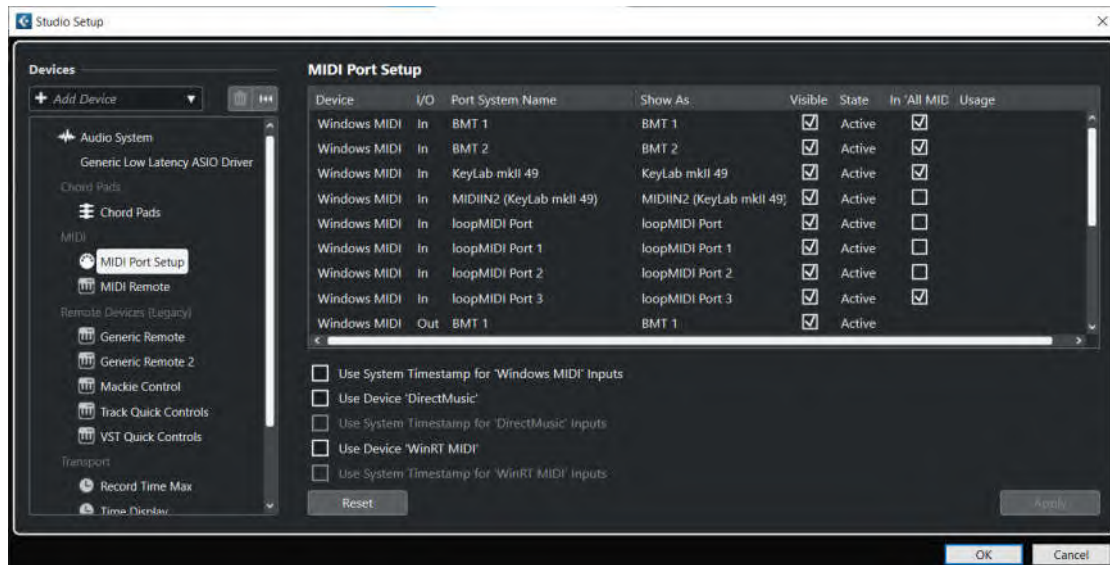 Studio Setup
Devices
+ Add Device
Audio System
Generic Low Latency ASIO Driver
Chord Pads
Chord Pads
MIDI
MIDI Port Setup
MIDI Remote
Remote Devices (Legacy)
Generic Remote
Generic Remote 2
Mackie Control
Track Quick Controls
VST Quick Controls
Transport
Record Time Max
Time Display
MIDI Port Setup
Device I/O Port System Name Show As Visible State In 'All MID Usage
Windows MIDI In BMT 1 BMT 1 Active
Windows MIDI In BMT 2 BMT 2 Active
Windows MIDI In KeyLab mkII 49 KeyLab mkII 49 Active
Windows MIDI In MIDIIN2 (KeyLab mkII 49) MIDIIN2 (KeyLab mkII 49) Active
Windows MIDI In loopMIDI Port loopMIDI Port Active
Windows MIDI In loopMIDI Port 1 loopMIDI Port 1 Active
Windows MIDI In loopMIDI Port 2 loopMIDI Port 2 Active
Windows MIDI In loopMIDI Port 3 loopMIDI Port 3 Active
Windows MIDI Out BMT 1 BMT 1 Active
Use System Timestamp for 'Windows MIDI' Inputs
Use Device 'DirectMusic'
Use System Timestamp for 'DirectMusic' Inputs
Use Device 'WinRT MIDI'
Use System Timestamp for 'WinRT MIDI' Inputs
Reset
Apply
OK
Cancel